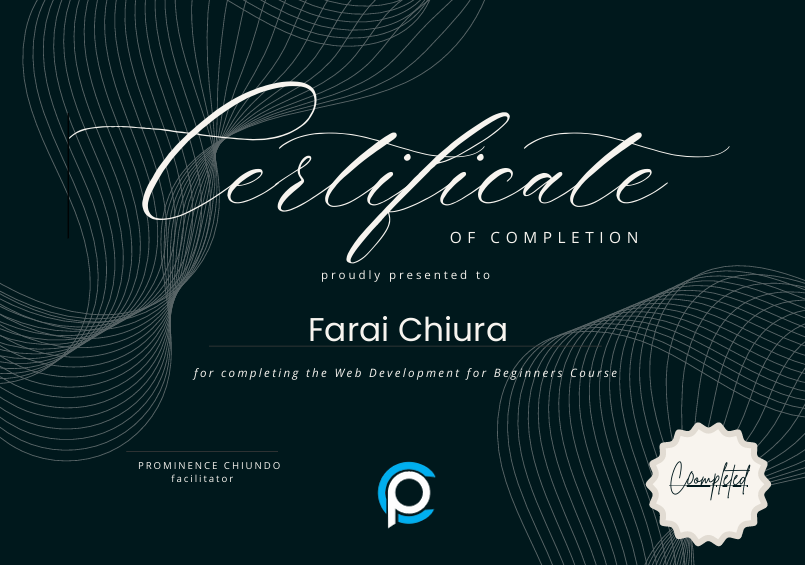 Certificate
OF COMPLETION
proudly presented to
Farai Chiura
for completing the Web Development for Beginners Course
PROMINENCE CHIUNDO
facilitator
Coompleted.